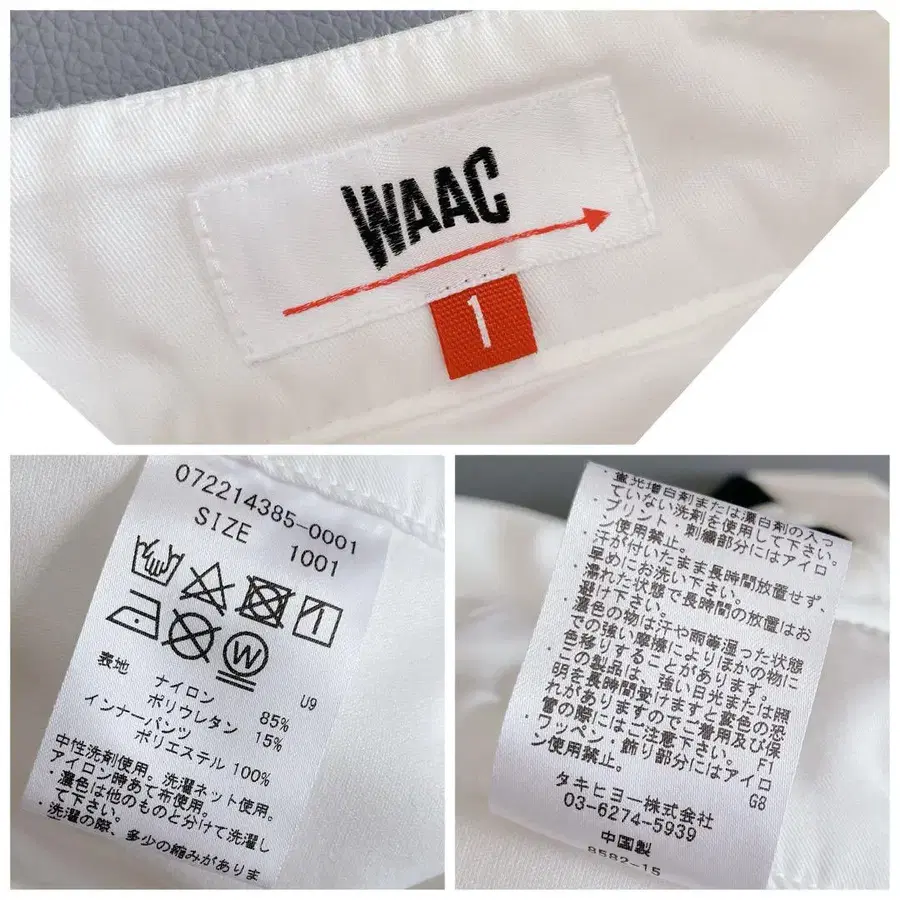 WAAC
1
072214385-0001
SIZE 1001
W
表地
ナイロン 85%
ポリウレタン 15%
インナーパンツ
ポリエステル 100%
U9
中性洗剤使用。洗濯ネット使用。
アイロン時あて布使用。
・濃色は他のものと分けて洗濯し
て下さい。
洗濯の際、多少の縮みがありま
・蛍光増白剤または漂白剤の入っ
ていない洗剤を使用して下さい。
プリント、刺繍部分にはアイロ
ン使用禁止。
・汗が付いたまま長時間放置せず、
早めにお洗い下さい。
・濡れた状態で長時間の放置はお
避け下さい。
・濃色の物は汗や雨等湿った状態
での強い摩擦によりほかの物に
色移りすることがあります。
・この製品は、強い日光または照
明を長時間受けますと変色の恐
れがありますのでご着用及び保
管の際にはご注意下さい。 F1
・ワッペン・飾り部分にはアイロ
ン使用禁止。 G8
タキヒヨー株式会社
03-6274-5939
中国製
8582-15